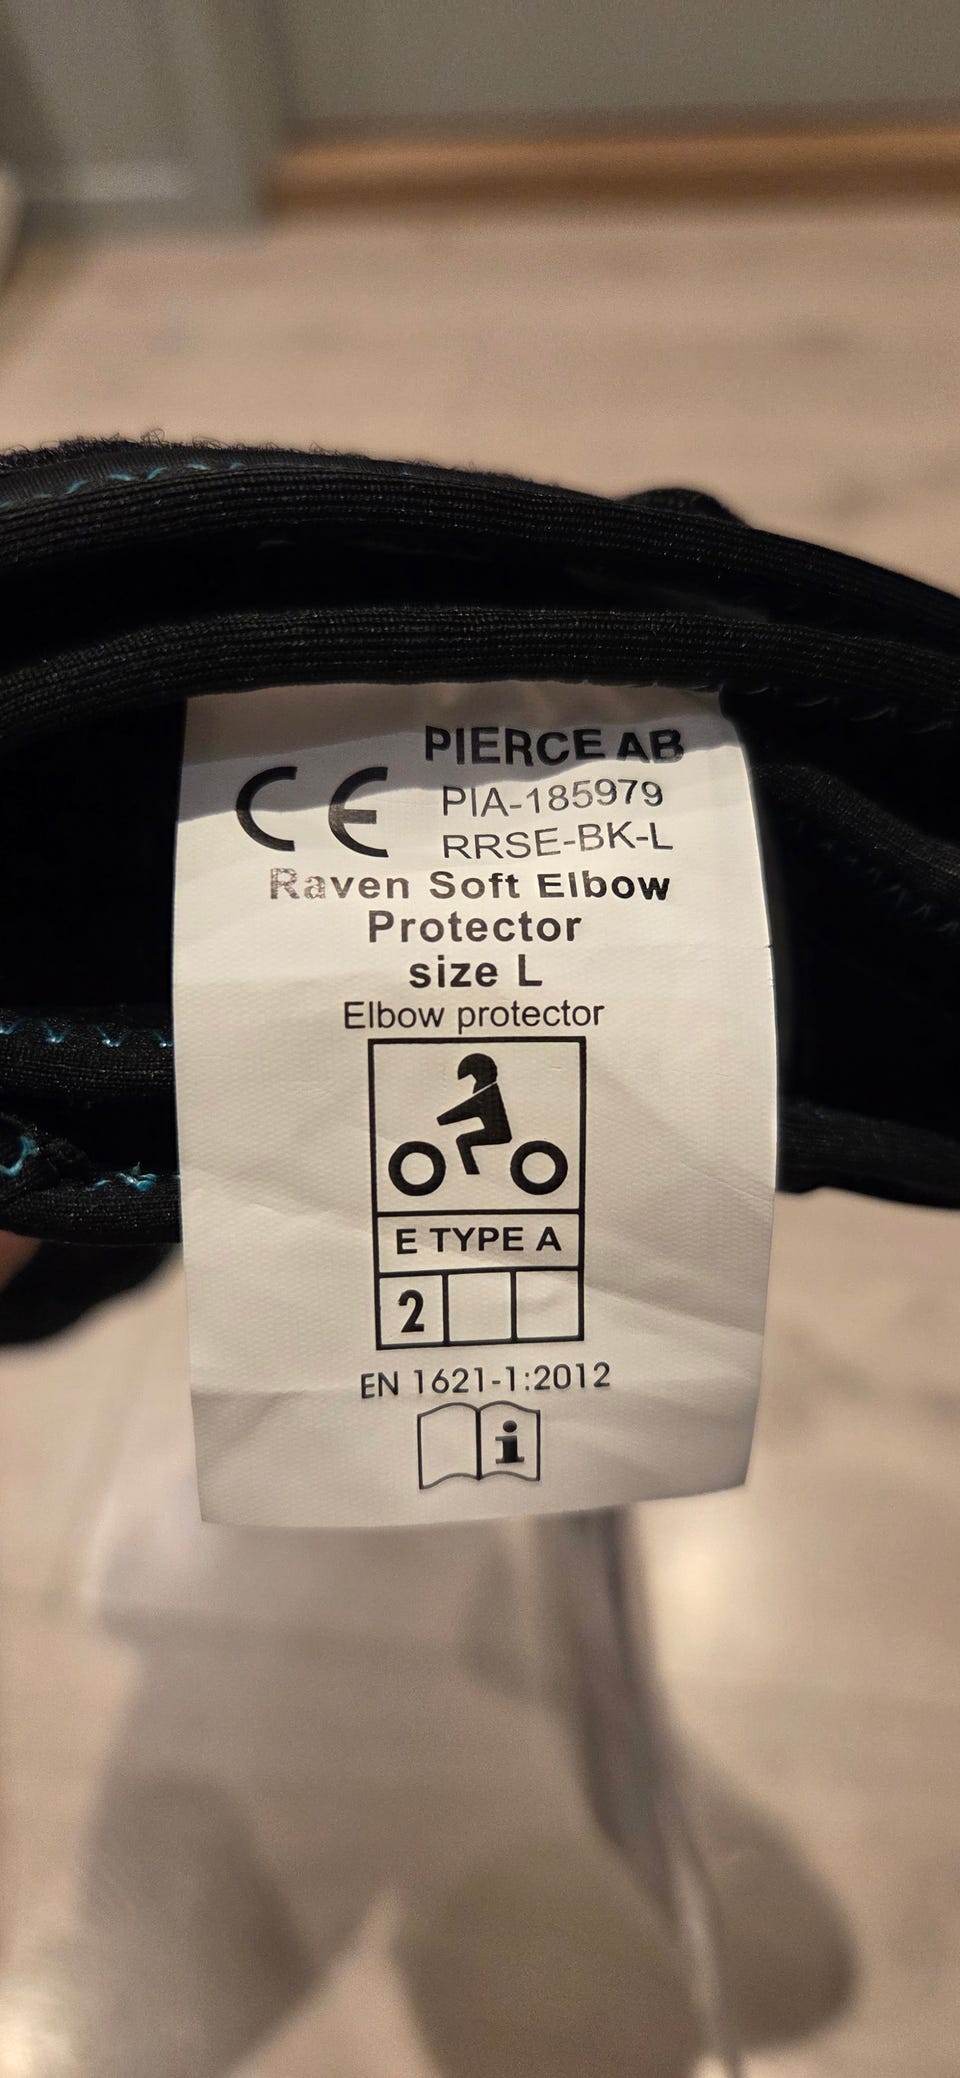 PIERCE AB
CE PIA-185979
RRSE-BK-L
Raven Soft Elbow
Protector
size L
Elbow protector
E TYPE A
2
EN 1621-1:2012
i